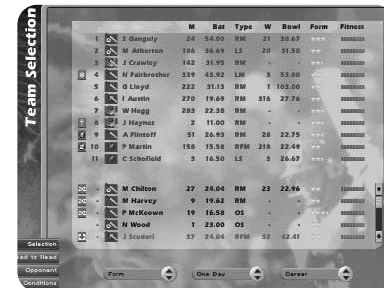 Team Selection
M Bat Type W Bowl Form Fitness
1 S Ganguly 24 54.00 RM 21 30.67
2 M Atherton 186 36.69 LS 20 31.50
3 J Crawley 142 31.95 RM - -
4 N Fairbrother 339 43.92 LM 3 53.00
5 G Lloyd 222 31.13 RM 1 103.00
6 I Austin 270 19.69 RM 316 27.76
7 W Hegg 283 22.38 RM - -
8 J Haynes 2 11.00 RM - -
9 A Flintoff 51 26.93 RM 28 22.75
10 P Martin 158 15.58 RFM 218 22.49
11 C Schofield 3 16.50 LS 3 26.67
- M Chilton 27 24.04 RM 23 22.96
- M Harvey 9 19.62 RM - -
- P McKeown 19 16.58 OS - -
- N Wood 1 23.00 OS - -
- J Scuderi 37 24.04 RFM 32 42.41
Selection
Opponent
Conditions
Form One Day Career